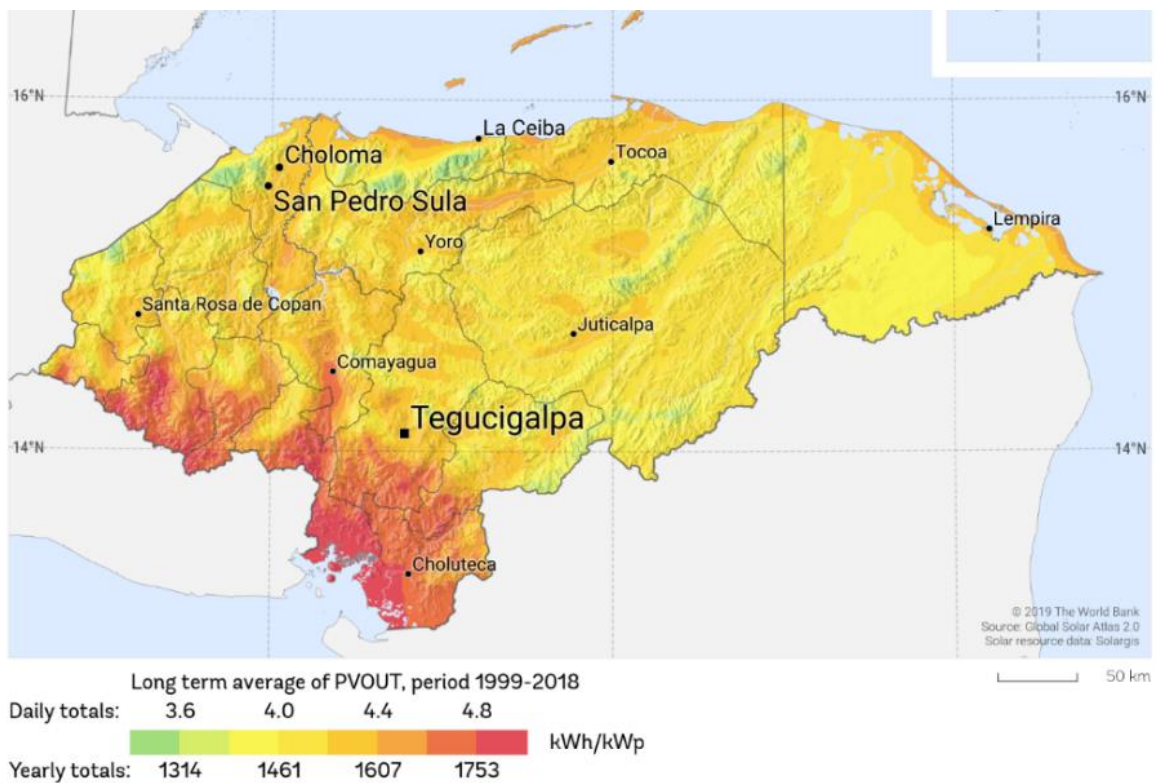 16°N
16°N
La Ceiba
Choloma
Tocoa
San Pedro Sula
Lempira
Yoro
Santa Rosa de Copan
Juticalpa
Comayagua
Tegucigalpa
14°N
14°N
Choluteca
© 2019 The World Bank
Source: Global Solar Atlas 2.0
Solar resource data: Solargis
50 km
Long term average of PVOUT, period 1999-2018
Daily totals: 3.6 4.0 4.4 4.8
kWh/kWp
Yearly totals: 1314 1461 1607 1753